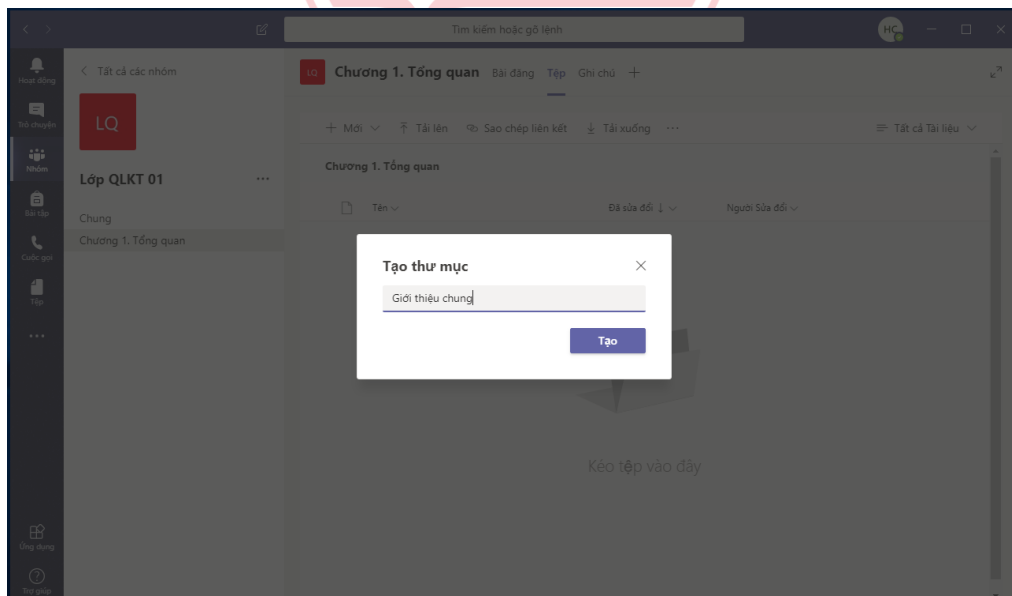 Tìm kiếm hoặc gõ lệnh
HC
Hoạt động
Trò chuyện
Nhóm
Bài tập
Cuộc gọi
Tệp
Ứng dụng
Trợ giúp
Tất cả các nhóm
LQ
Lớp QLKT 01
Chung
Chương 1. Tổng quan
LQ Chương 1. Tổng quan Bài đăng Tệp Ghi chú
Mới Tải lên Sao chép liên kết Tải xuống Tất cả Tài liệu
Chương 1. Tổng quan
Tên Đã sửa đổi Người Sửa đổi
Tạo thư mục
Giới thiệu chung
Tạo
Kéo tệp vào đây